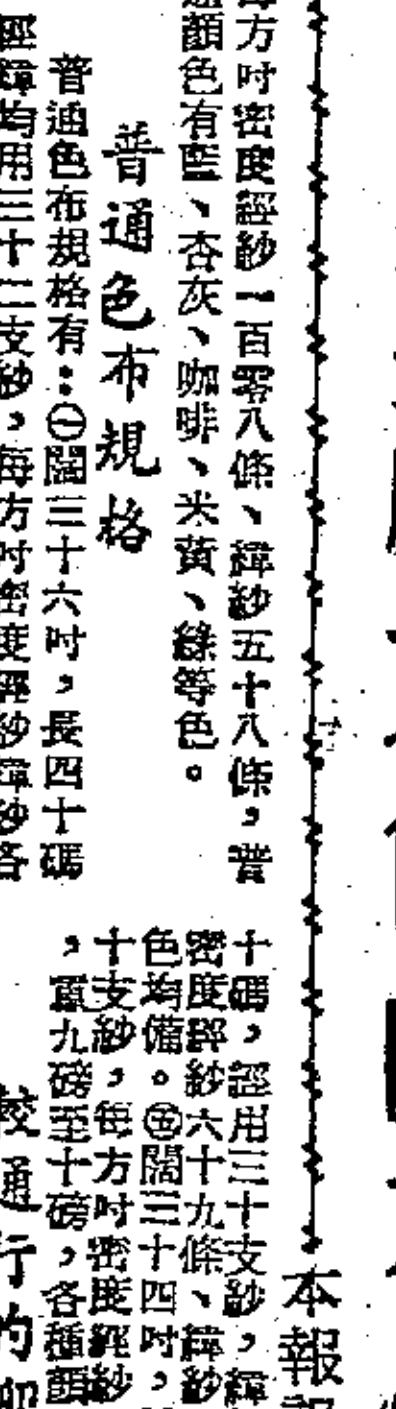 每方吋密度經紗一百零八條、緯紗五十八條，普
通顏色有藍、杏灰、咖啡、米黃、綠等色。
普通色布規格
普通色布規格有：㊀闊三十六吋，長四十碼
經緯均用三十二支紗，每方吋密度經紗緯紗各
本報
十碼，經用三十支紗，緯
密度經紗六十九條、緯紗
色均備。㊄闊三十四吋，
十支紗，每方吋密度經紗
，重九磅至十磅，各種顏
較通行的